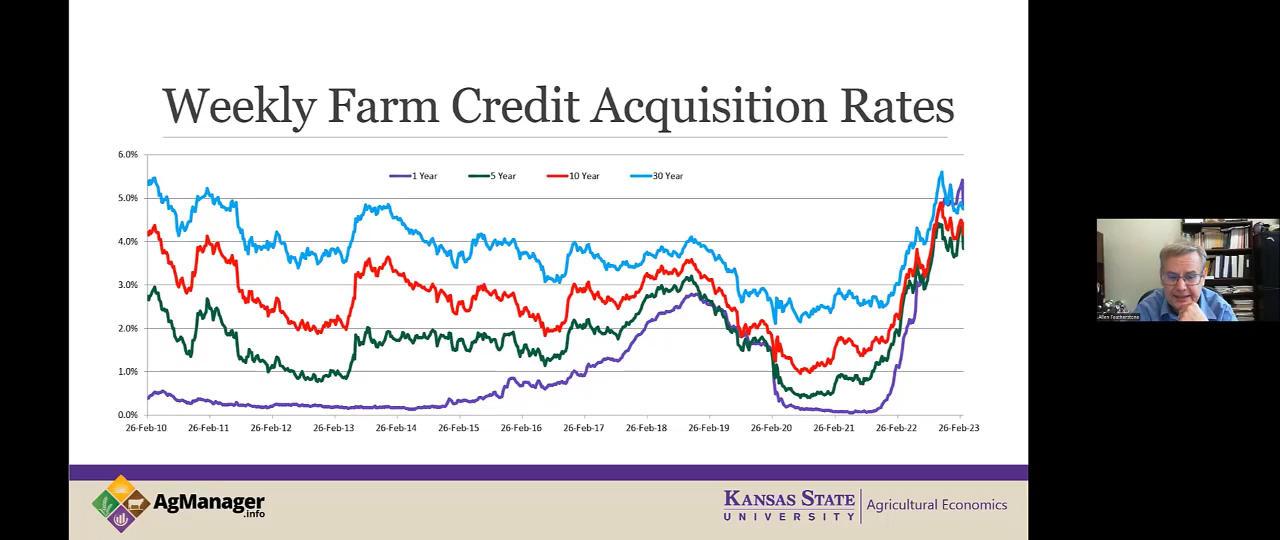 Weekly Farm Credit Acquisition Rates
6.0%
5.0%
4.0%
3.0%
2.0%
1.0%
0.0%
1 Year 5 Year 10 Year 30 Year
26-Feb-10 26-Feb-11 26-Feb-12 26-Feb-13 26-Feb-14 26-Feb-15 26-Feb-16 26-Feb-17 26-Feb-18 26-Feb-19 26-Feb-20 26-Feb-21 26-Feb-22 26-Feb-23
AgManager
.info
KANSAS STATE
UNIVERSITY
Agricultural Economics
Allen Featherstone